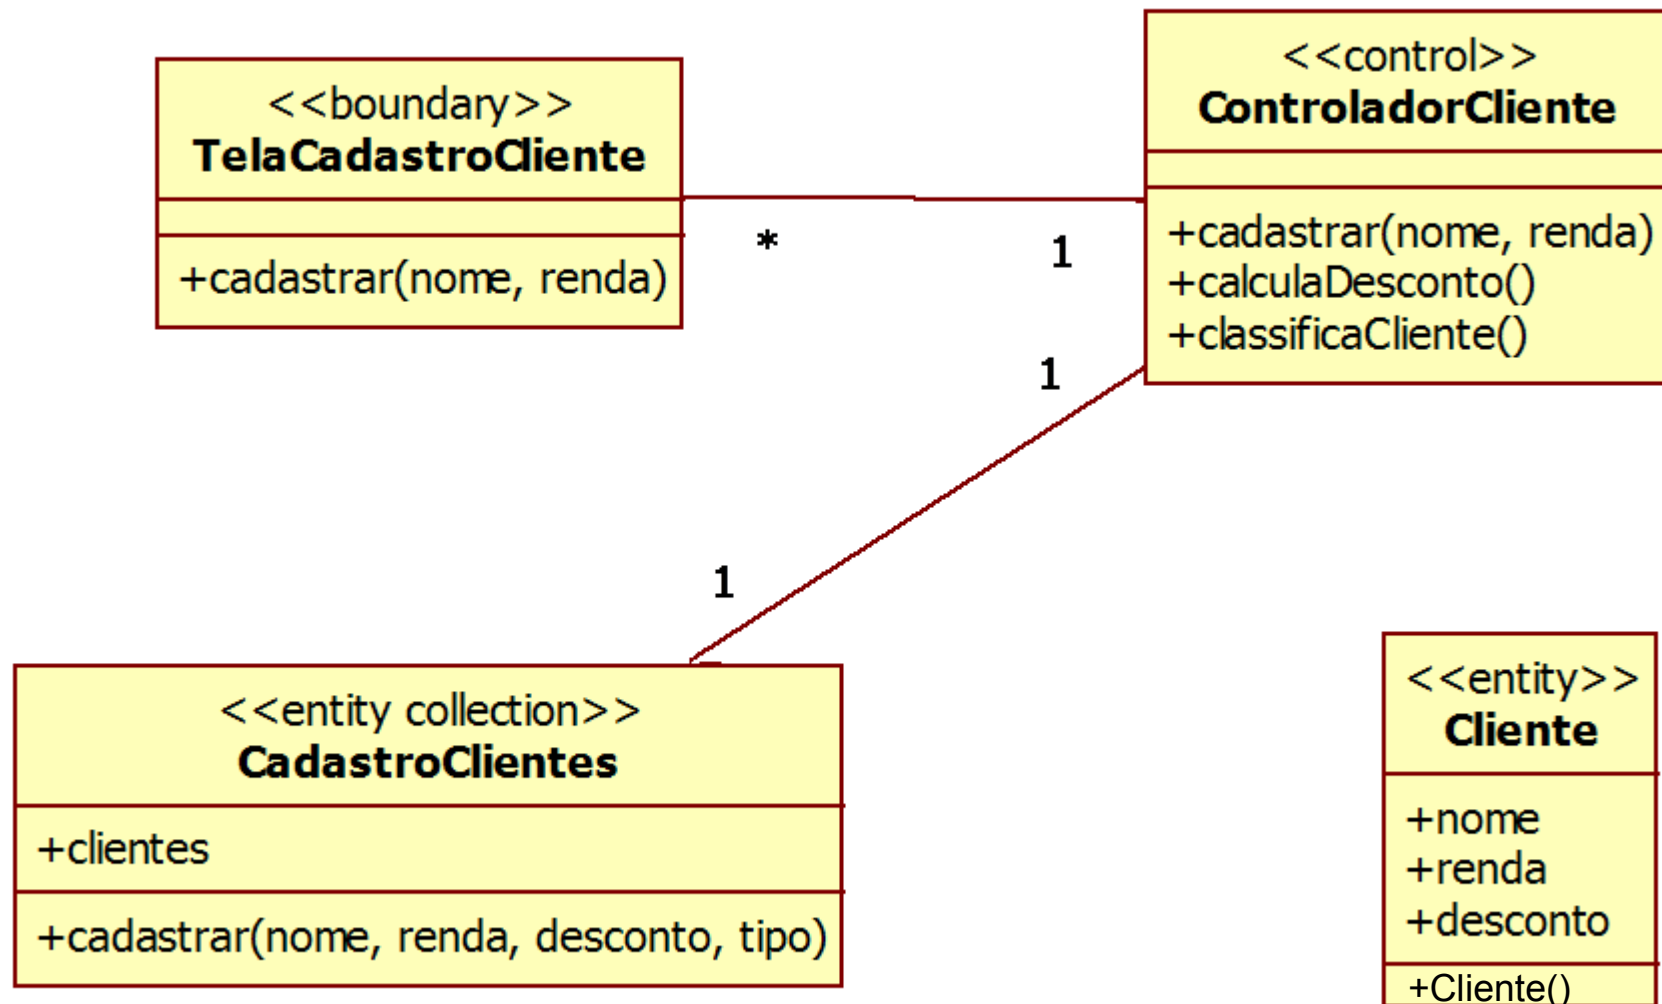 <<boundary>>
TelaCadastroCliente
+cadastrar(nome, renda)
*
1
<<control>>
ControladorCliente
+cadastrar(nome, renda)
+calculaDesconto()
+classificaCliente()
1
1
<<entity collection>>
CadastroClientes
+clientes
+cadastrar(nome, renda, desconto, tipo)
<<entity>>
Cliente
+nome
+renda
+desconto
+Cliente()